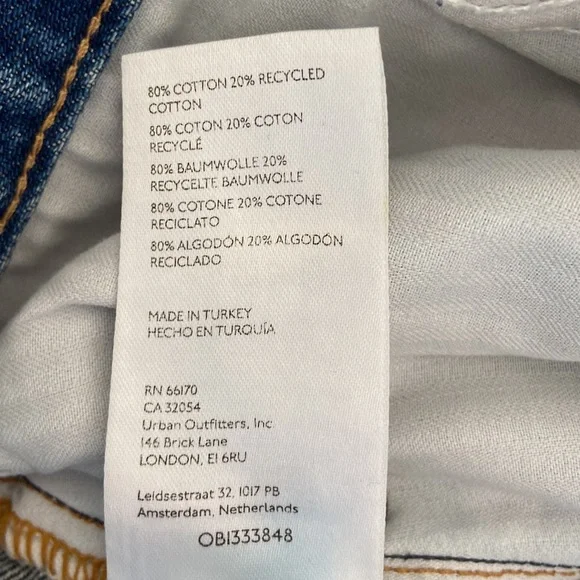 80% COTTON 20% RECYCLED
COTTON
80% COTON 20% COTON
RECYCLÉ
80% BAUMWOLLE 20%
RECYCELTE BAUMWOLLE
80% COTONE 20% COTONE
RICICLATO
80% ALGODÓN 20% ALGODÓN
RECICLADO
MADE IN TURKEY
HECHO EN TURQUÍA
RN 66170
CA 32054
Urban Outfitters, Inc
146 Brick Lane
LONDON, E1 6RU
Leidsestraat 32, 1017 PB
Amsterdam, Netherlands
OB1333848